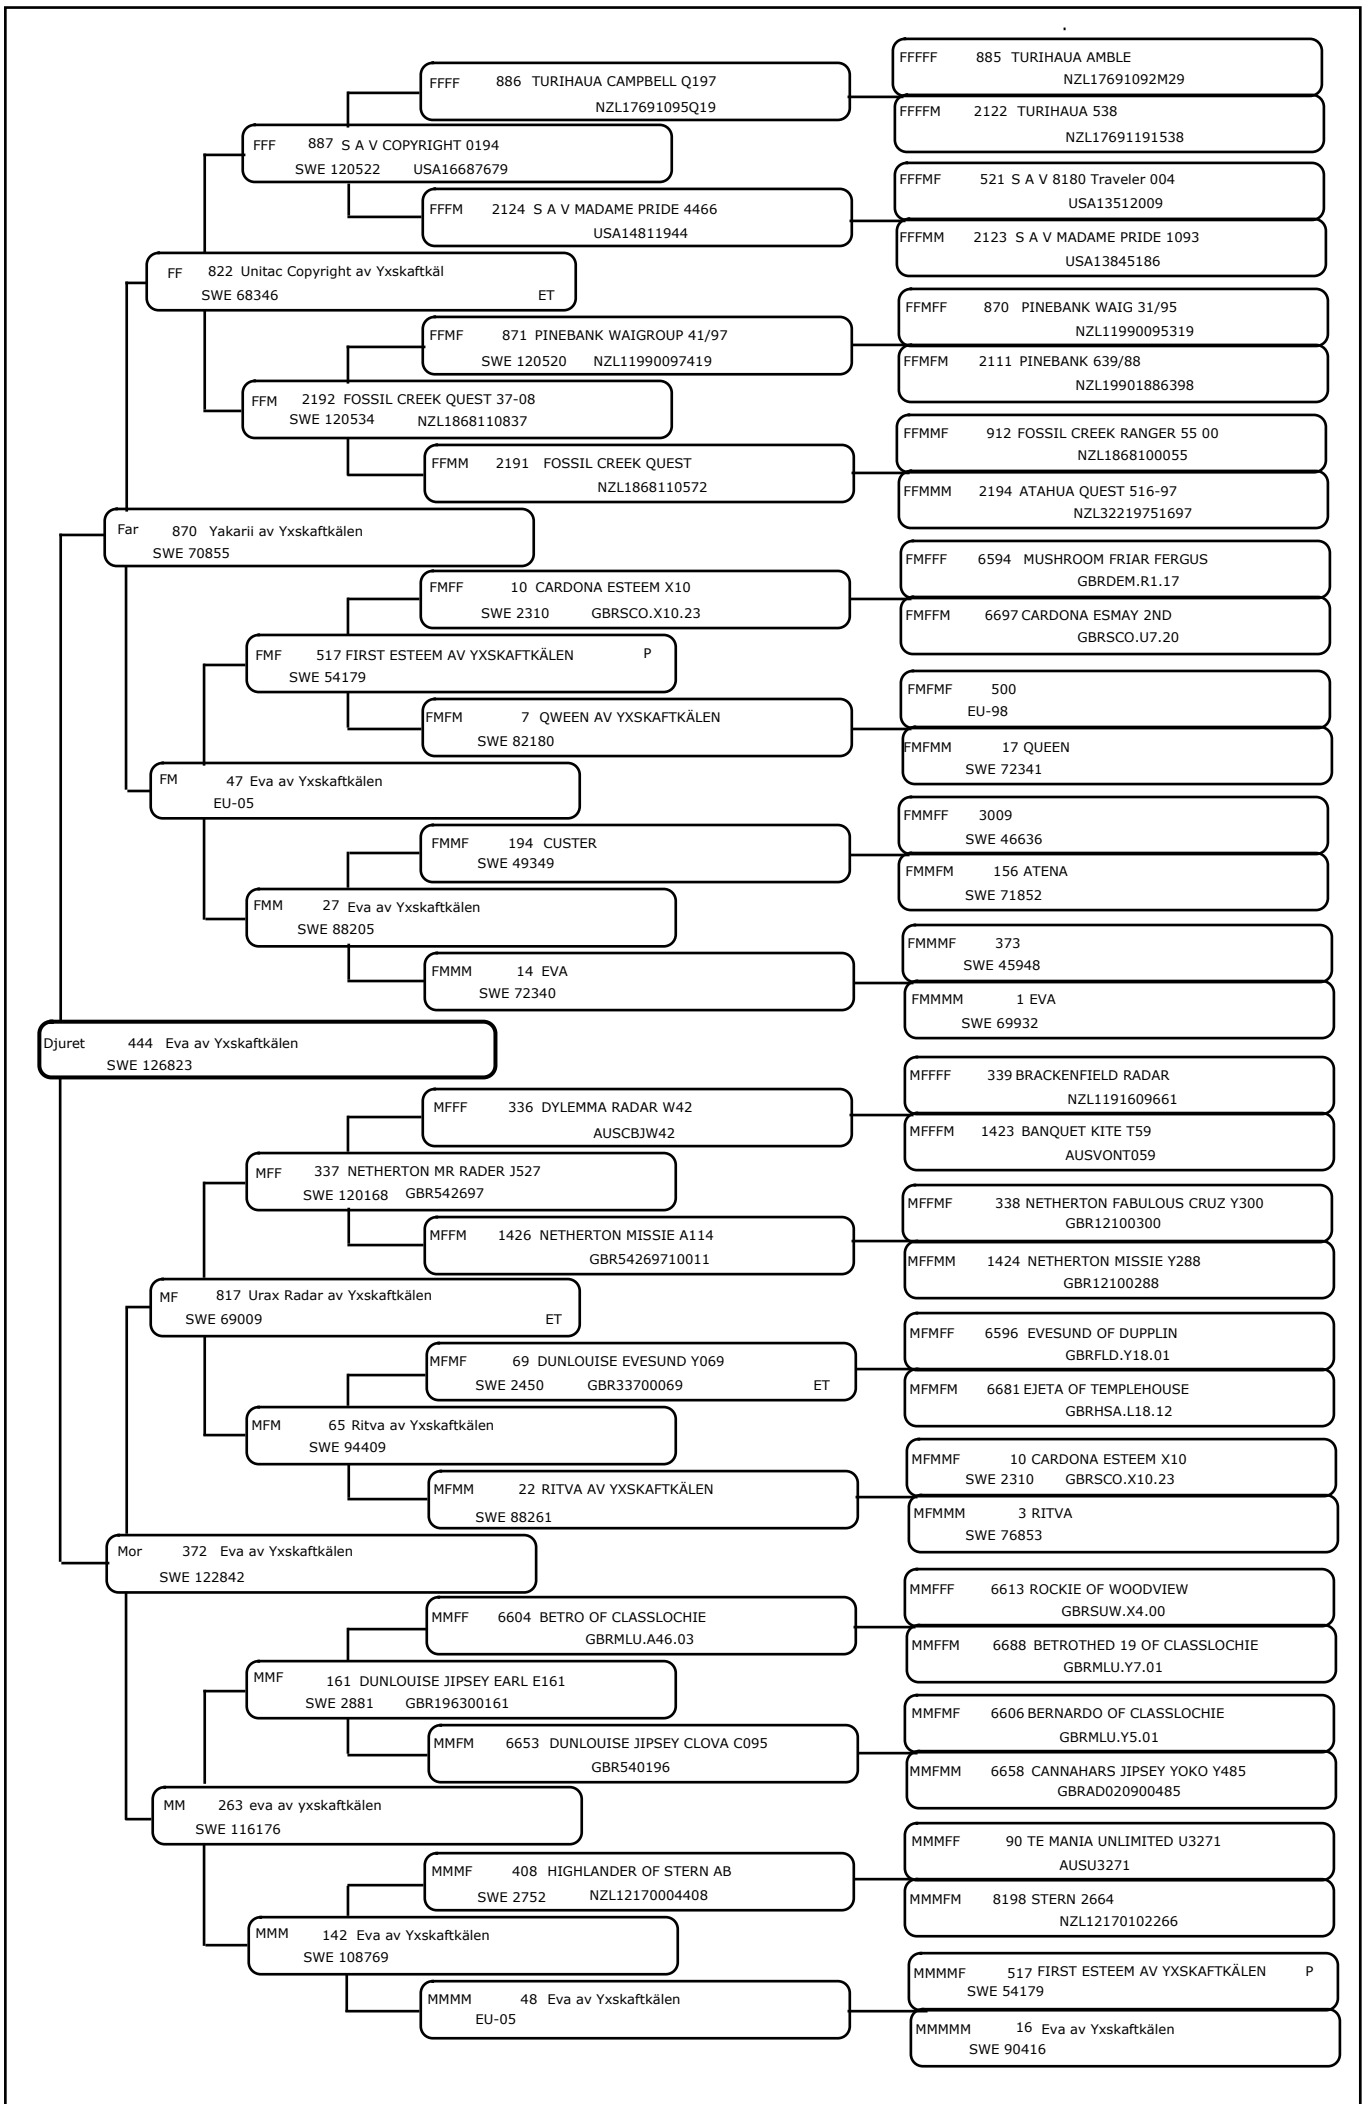 FFFFF 885 TURIHAUA AMBLE
NZL17691092M29
FFFF 886 TURIHAUA CAMPBELL Q197
NZL17691095Q19
FFFFM 2122 TURIHAUA 538
NZL17691191538
FFF 887 S A V COPYRIGHT 0194
SWE 120522 USA16687679
FFFMF 521 S A V 8180 Traveler 004
USA13512009
FFFM 2124 S A V MADAME PRIDE 4466
USA14811944
FFFMM 2123 S A V MADAME PRIDE 1093
USA13845186
FF 822 Unitac Copyright av Yxskaftkäl
SWE 68346 ET
FFMFF 870 PINEBANK WAIG 31/95
NZL11990095319
FFMF 871 PINEBANK WAIGROUP 41/97
SWE 120520 NZL11990097419
FFMFM 2111 PINEBANK 639/88
NZL19901886398
FFM 2192 FOSSIL CREEK QUEST 37-08
SWE 120534 NZL1868110837
FFMMF 912 FOSSIL CREEK RANGER 55 00
NZL1868100055
FFMM 2191 FOSSIL CREEK QUEST
NZL1868110572
FFMMM 2194 ATAHUA QUEST 516-97
NZL32219751697
Far 870 Yakarii av Yxskaftkälen
SWE 70855
FMFFF 6594 MUSHROOM FRIAR FERGUS
GBRDEM.R1.17
FMFF 10 CARDONA ESTEEM X10
SWE 2310 GBRSCO.X10.23
FMFFM 6697 CARDONA ESMAY 2ND
GBRSCO.U7.20
FMF 517 FIRST ESTEEM AV YXSKAFTKÄLEN P
SWE 54179
FMFMF 500
EU-98
FMFM 7 QWEEN AV YXSKAFTKÄLEN
SWE 82180
FMFMM 17 QUEEN
SWE 72341
FM 47 Eva av Yxskaftkälen
EU-05
FMMFF 3009
SWE 46636
FMMF 194 CUSTER
SWE 49349
FMMFM 156 ATENA
SWE 71852
FMM 27 Eva av Yxskaftkälen
SWE 88205
FMMMF 373
SWE 45948
FMMM 14 EVA
SWE 72340
FMMMM 1 EVA
SWE 69932
Djuret 444 Eva av Yxskaftkälen
SWE 126823
MFFFF 339 BRACKENFIELD RADAR
NZL1191609661
MFFF 336 DYLEMMA RADAR W42
AUSCBJW42
MFFFM 1423 BANQUET KITE T59
AUSVONT059
MFF 337 NETHERTON MR RADER J527
SWE 120168 GBR542697
MFFMF 338 NETHERTON FABULOUS CRUZ Y300
GBR12100300
MFFM 1426 NETHERTON MISSIE A114
GBR54269710011
MFFMM 1424 NETHERTON MISSIE Y288
GBR12100288
MF 817 Urax Radar av Yxskaftkälen
SWE 69009 ET
MFMFF 6596 EVESUND OF DUPPLIN
GBRFLD.Y18.01
MFMF 69 DUNLOUISE EVESUND Y069
SWE 2450 GBR33700069 ET
MFMFM 6681 EJETA OF TEMPLEHOUSE
GBRHSA.L18.12
MFM 65 Ritva av Yxskaftkälen
SWE 94409
MFMMF 10 CARDONA ESTEEM X10
SWE 2310 GBRSCO.X10.23
MFMM 22 RITVA AV YXSKAFTKÄLEN
SWE 88261
MFMMM 3 RITVA
SWE 76853
Mor 372 Eva av Yxskaftkälen
SWE 122842
MMFFF 6613 ROCKIE OF WOODVIEW
GBRSUW.X4.00
MMFF 6604 BETRO OF CLASSLOCHIE
GBRMLU.A46.03
MMFFM 6688 BETROTHED 19 OF CLASSLOCHIE
GBRMLU.Y7.01
MMF 161 DUNLOUISE JIPSEY EARL E161
SWE 2881 GBR196300161
MMFMF 6606 BERNARDO OF CLASSLOCHIE
GBRMLU.Y5.01
MMFM 6653 DUNLOUISE JIPSEY CLOVA C095
GBR540196
MMFMM 6658 CANNAHARS JIPSEY YOKO Y485
GBRAD020900485
MM 263 eva av yxskaftkälen
SWE 116176
MMMFF 90 TE MANIA UNLIMITED U3271
AUSU3271
MMMF 408 HIGHLANDER OF STERN AB
SWE 2752 NZL12170004408
MMMFM 8198 STERN 2664
NZL12170102266
MMM 142 Eva av Yxskaftkälen
SWE 108769
MMMMF 517 FIRST ESTEEM AV YXSKAFTKÄLEN P
SWE 54179
MMMM 48 Eva av Yxskaftkälen
EU-05
MMMMM 16 Eva av Yxskaftkälen
SWE 90416